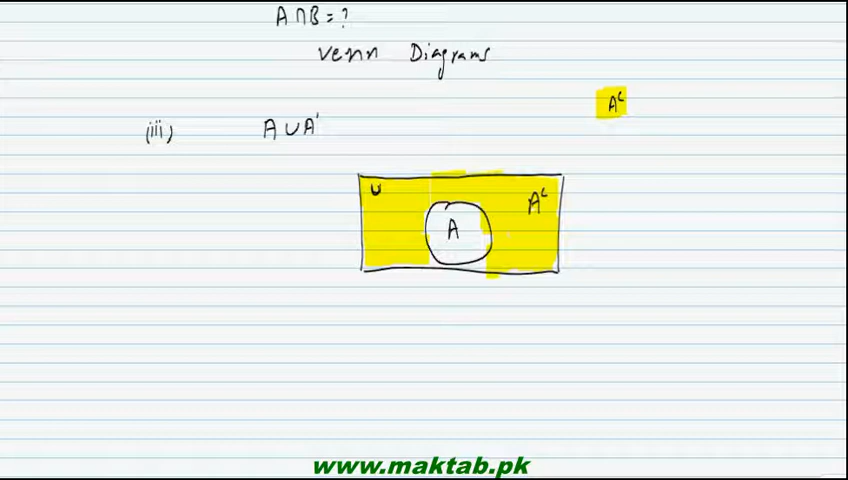 A∩B=?
Venn Diagrams
A^c
(iii) A∪A'
U
A^c
A
www.maktab.pk